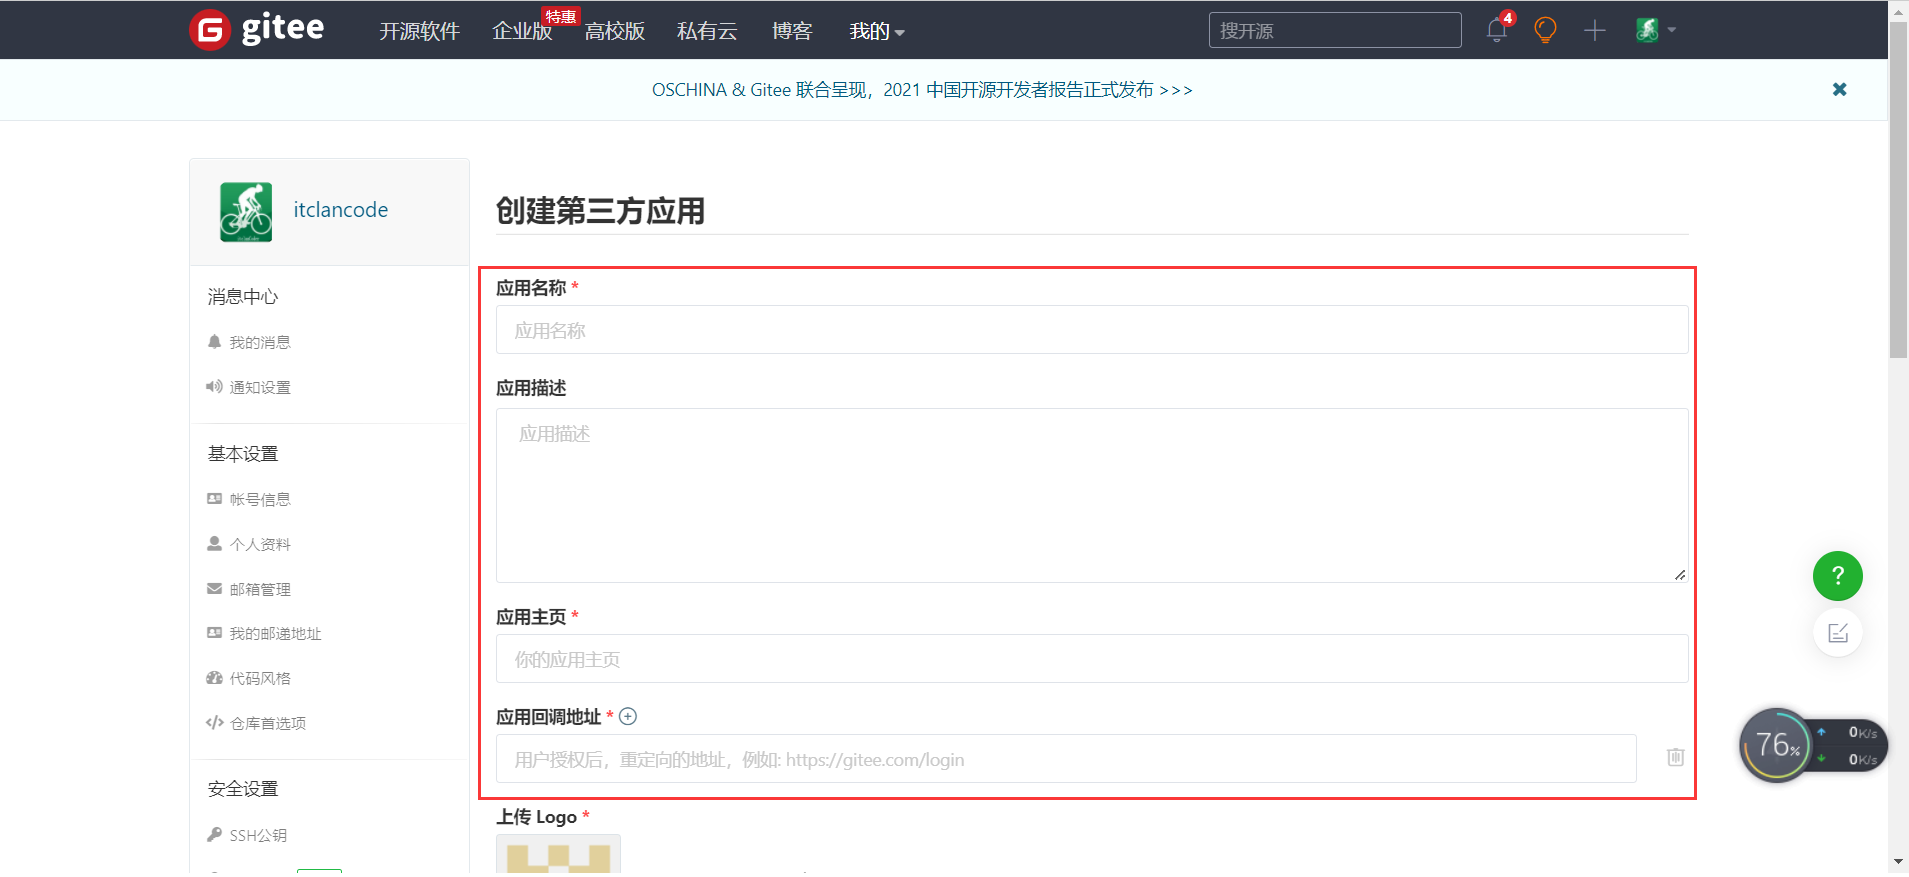 gitee
开源软件
企业版
特惠
高校版
私有云
博客
我的
搜开源
4
OSCHINA & Gitee 联合呈现，2021 中国开源开发者报告正式发布 >>>
itclancode
消息中心
我的消息
通知设置
基本设置
帐号信息
个人资料
邮箱管理
我的邮递地址
代码风格
仓库首选项
安全设置
SSH公钥
创建第三方应用
应用名称 *
应用名称
应用描述
应用描述
应用主页 *
你的应用主页
应用回调地址 *
用户授权后，重定向的地址，例如: https://gitee.com/login
上传 Logo *
?
76%
0K/s
0K/s